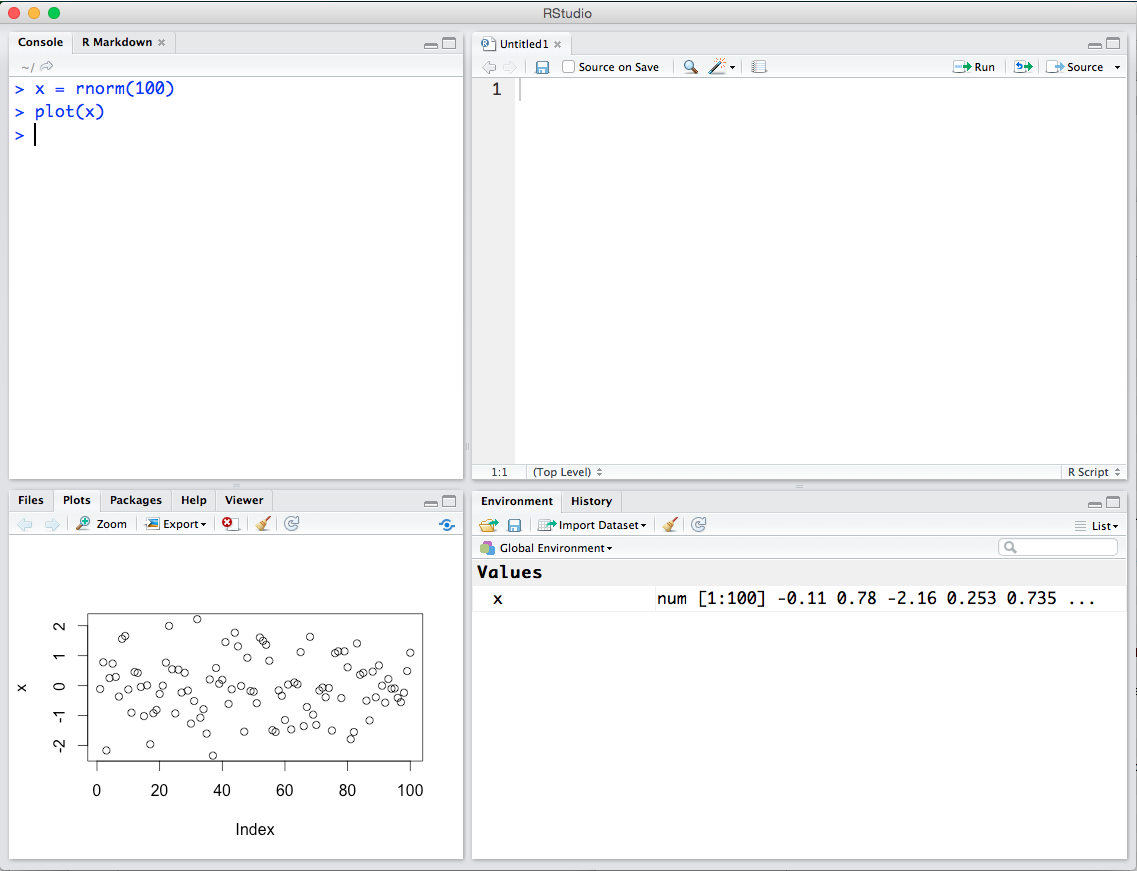 RStudio
Console R Markdown ×
~/
> x = rnorm(100)
> plot(x)
>
Untitled1 ×
Source on Save Run Source
1
1:1 (Top Level) R Script
Files Plots Packages Help Viewer
Zoom Export
2
1
0
-1
-2
x
0 20 40 60 80 100
Index
Environment History
Import Dataset List
Global Environment
Values
x num [1:100] -0.11 0.78 -2.16 0.253 0.735 ...